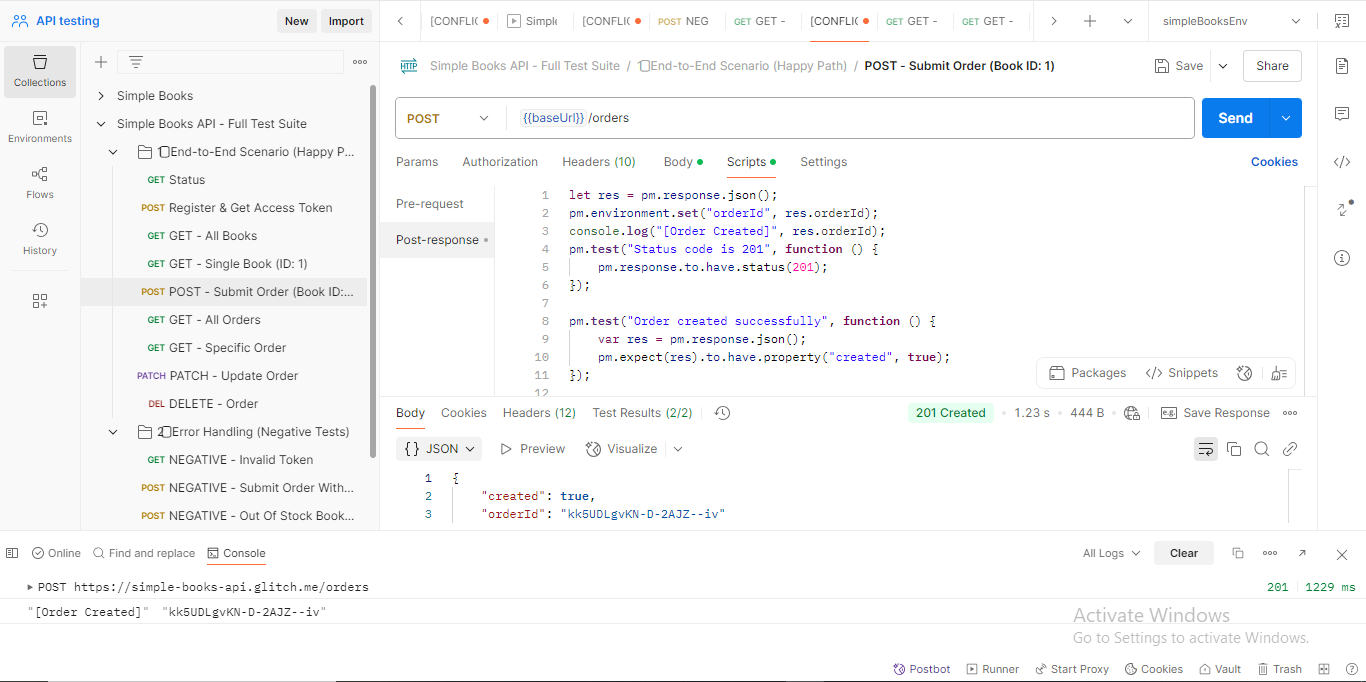 API testing
New
Import
[CONFLIC
Simple
[CONFLIC
POST NEG
GET GET -
[CONFLIC
GET GET -
GET GET -
simpleBooksEnv
Collections
Environments
Flows
History
Simple Books
Simple Books API - Full Test Suite
1 End-to-End Scenario (Happy P...
GET Status
POST Register & Get Access Token
GET GET - All Books
GET GET - Single Book (ID: 1)
POST POST - Submit Order (Book ID:...
GET GET - All Orders
GET GET - Specific Order
PATCH PATCH - Update Order
DEL DELETE - Order
2 Error Handling (Negative Tests)
GET NEGATIVE - Invalid Token
POST NEGATIVE - Submit Order With...
POST NEGATIVE - Out Of Stock Book...
HTTP Simple Books API - Full Test Suite / 1 End-to-End Scenario (Happy Path) / POST - Submit Order (Book ID: 1)
Save
Share
POST {{baseUrl}} /orders
Send
Params Authorization Headers (10) Body Scripts Settings
Cookies
Pre-request
Post-response
1 let res = pm.response.json();
2 pm.environment.set("orderId", res.orderId);
3 console.log("[Order Created]", res.orderId);
4 pm.test("Status code is 201", function () {
5 pm.response.to.have.status(201);
6 });
7
8 pm.test("Order created successfully", function () {
9 var res = pm.response.json();
10 pm.expect(res).to.have.property("created", true);
11 });
12
Packages </> Snippets
Body Cookies Headers (12) Test Results (2/2)
201 Created • 1.23 s • 444 B
e.g. Save Response
{} JSON Preview Visualize
1 {
2 "created": true,
3 "orderId": "kk5UDLgvKN-D-2AJZ--iv"
Online Find and replace Console
All Logs Clear
POST https://simple-books-api.glitch.me/orders
201 1229 ms
"[Order Created]" "kk5UDLgvKN-D-2AJZ--iv"
Activate Windows
Go to Settings to activate Windows.
Postbot Runner Start Proxy Cookies Vault Trash